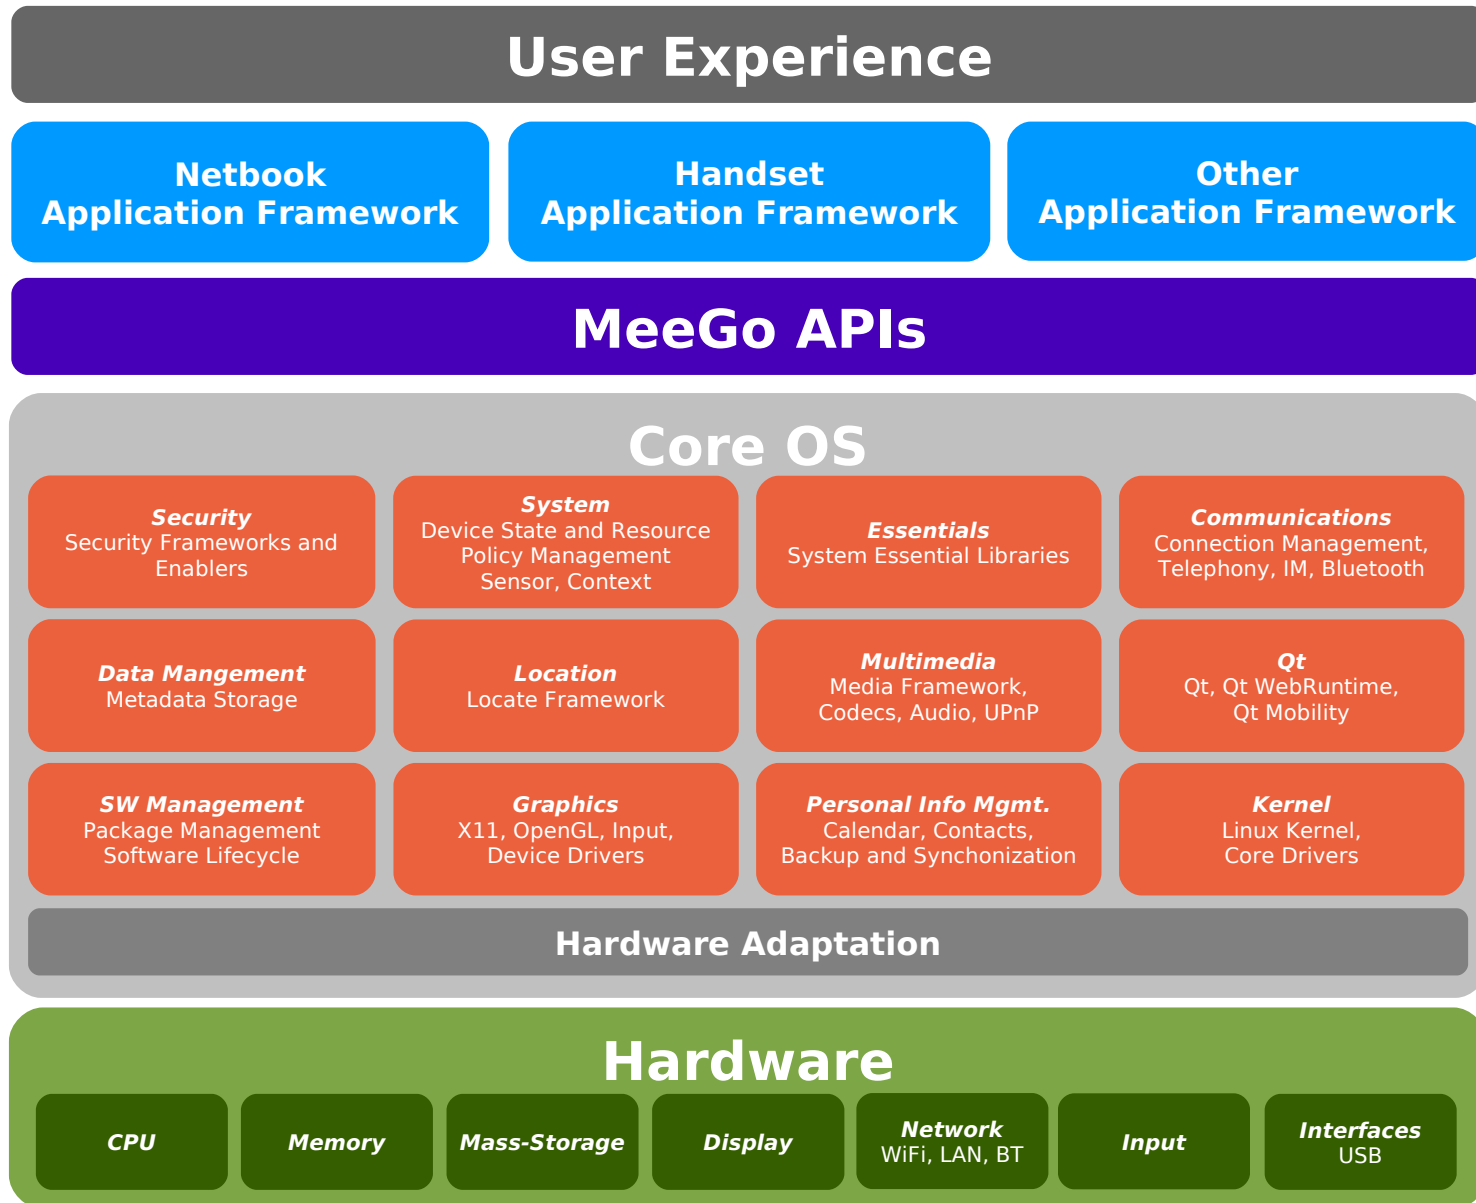 User Experience
Netbook
Application Framework
Handset
Application Framework
Other
Application Framework
MeeGo APIs
Core OS
Security
Security Frameworks and
Enablers
System
Device State and Resource
Policy Management
Sensor, Context
Essentials
System Essential Libraries
Communications
Connection Management,
Telephony, IM, Bluetooth
Data Mangement
Metadata Storage
Location
Locate Framework
Multimedia
Media Framework,
Codecs, Audio, UPnP
Qt
Qt, Qt WebRuntime,
Qt Mobility
SW Management
Package Management
Software Lifecycle
Graphics
X11, OpenGL, Input,
Device Drivers
Personal Info Mgmt.
Calendar, Contacts,
Backup and Synchonization
Kernel
Linux Kernel,
Core Drivers
Hardware Adaptation
Hardware
CPU
Memory
Mass-Storage
Display
Network
WiFi, LAN, BT
Input
Interfaces
USB